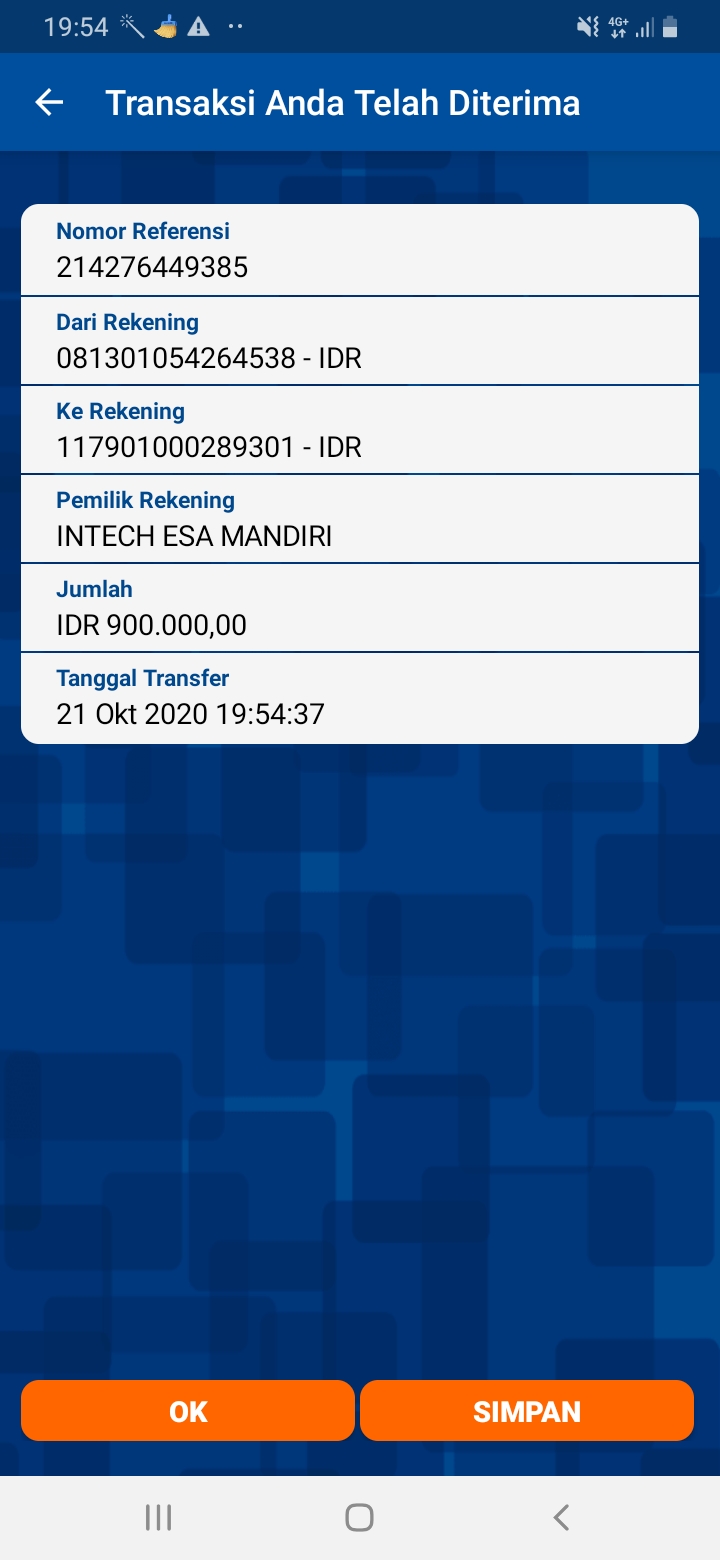 19:54
4G+
Transaksi Anda Telah Diterima
Nomor Referensi
214276449385
Dari Rekening
081301054264538 - IDR
Ke Rekening
117901000289301 - IDR
Pemilik Rekening
INTECH ESA MANDIRI
Jumlah
IDR 900.000,00
Tanggal Transfer
21 Okt 2020 19:54:37
OK
SIMPAN